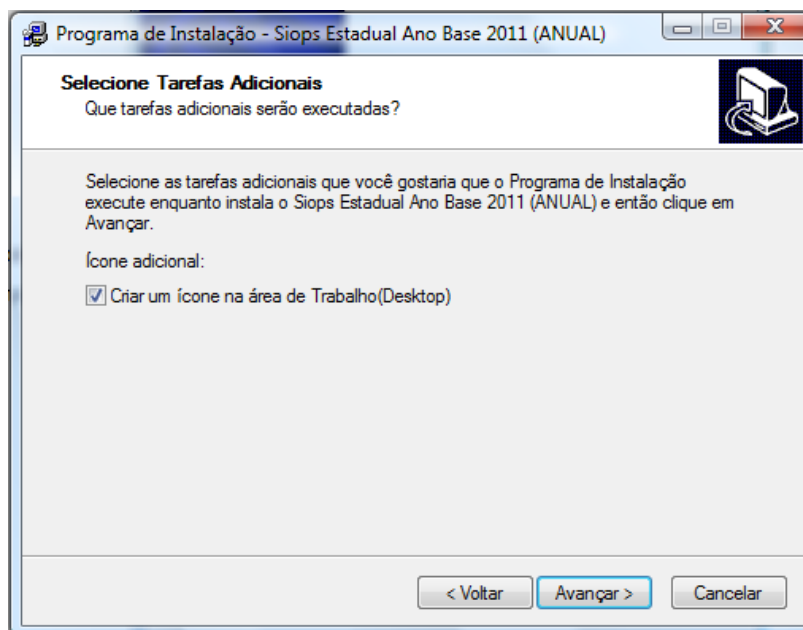 Programa de Instalação - Siops Estadual Ano Base 2011 (ANUAL)
Selecione Tarefas Adicionais
Que tarefas adicionais serão executadas?
Selecione as tarefas adicionais que você gostaria que o Programa de Instalação
execute enquanto instala o Siops Estadual Ano Base 2011 (ANUAL) e então clique em
Avançar.
Ícone adicional:
Criar um ícone na área de Trabalho(Desktop)
< Voltar
Avançar >
Cancelar